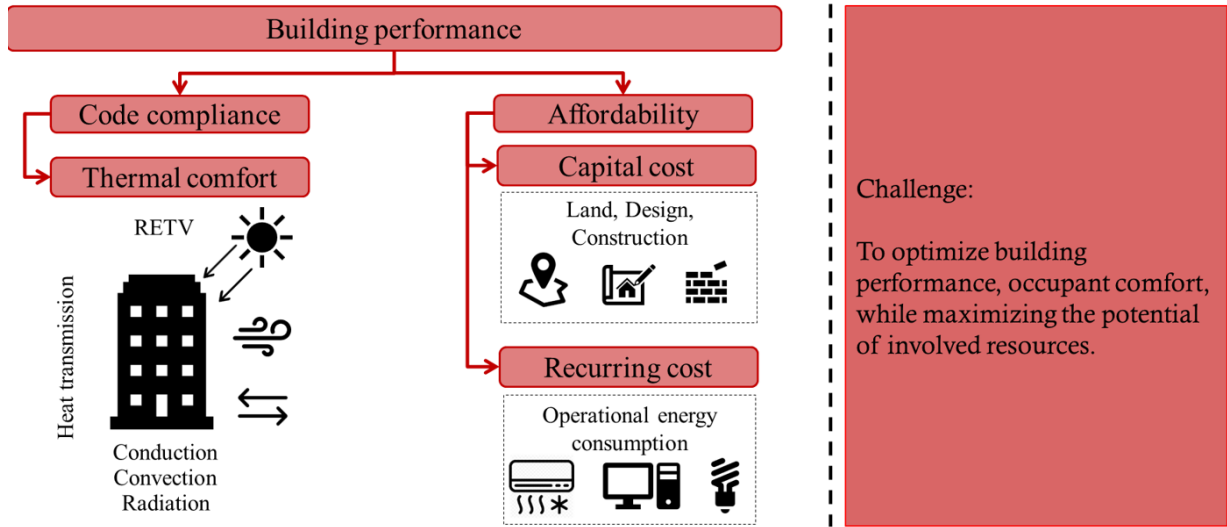 Building performance
Code compliance
Thermal comfort
RETV
Heat transmission
Conduction
Convection
Radiation
Affordability
Capital cost
Land, Design,
Construction
Recurring cost
Operational energy
consumption
Challenge:
To optimize building
performance, occupant comfort,
while maximizing the potential
of involved resources.